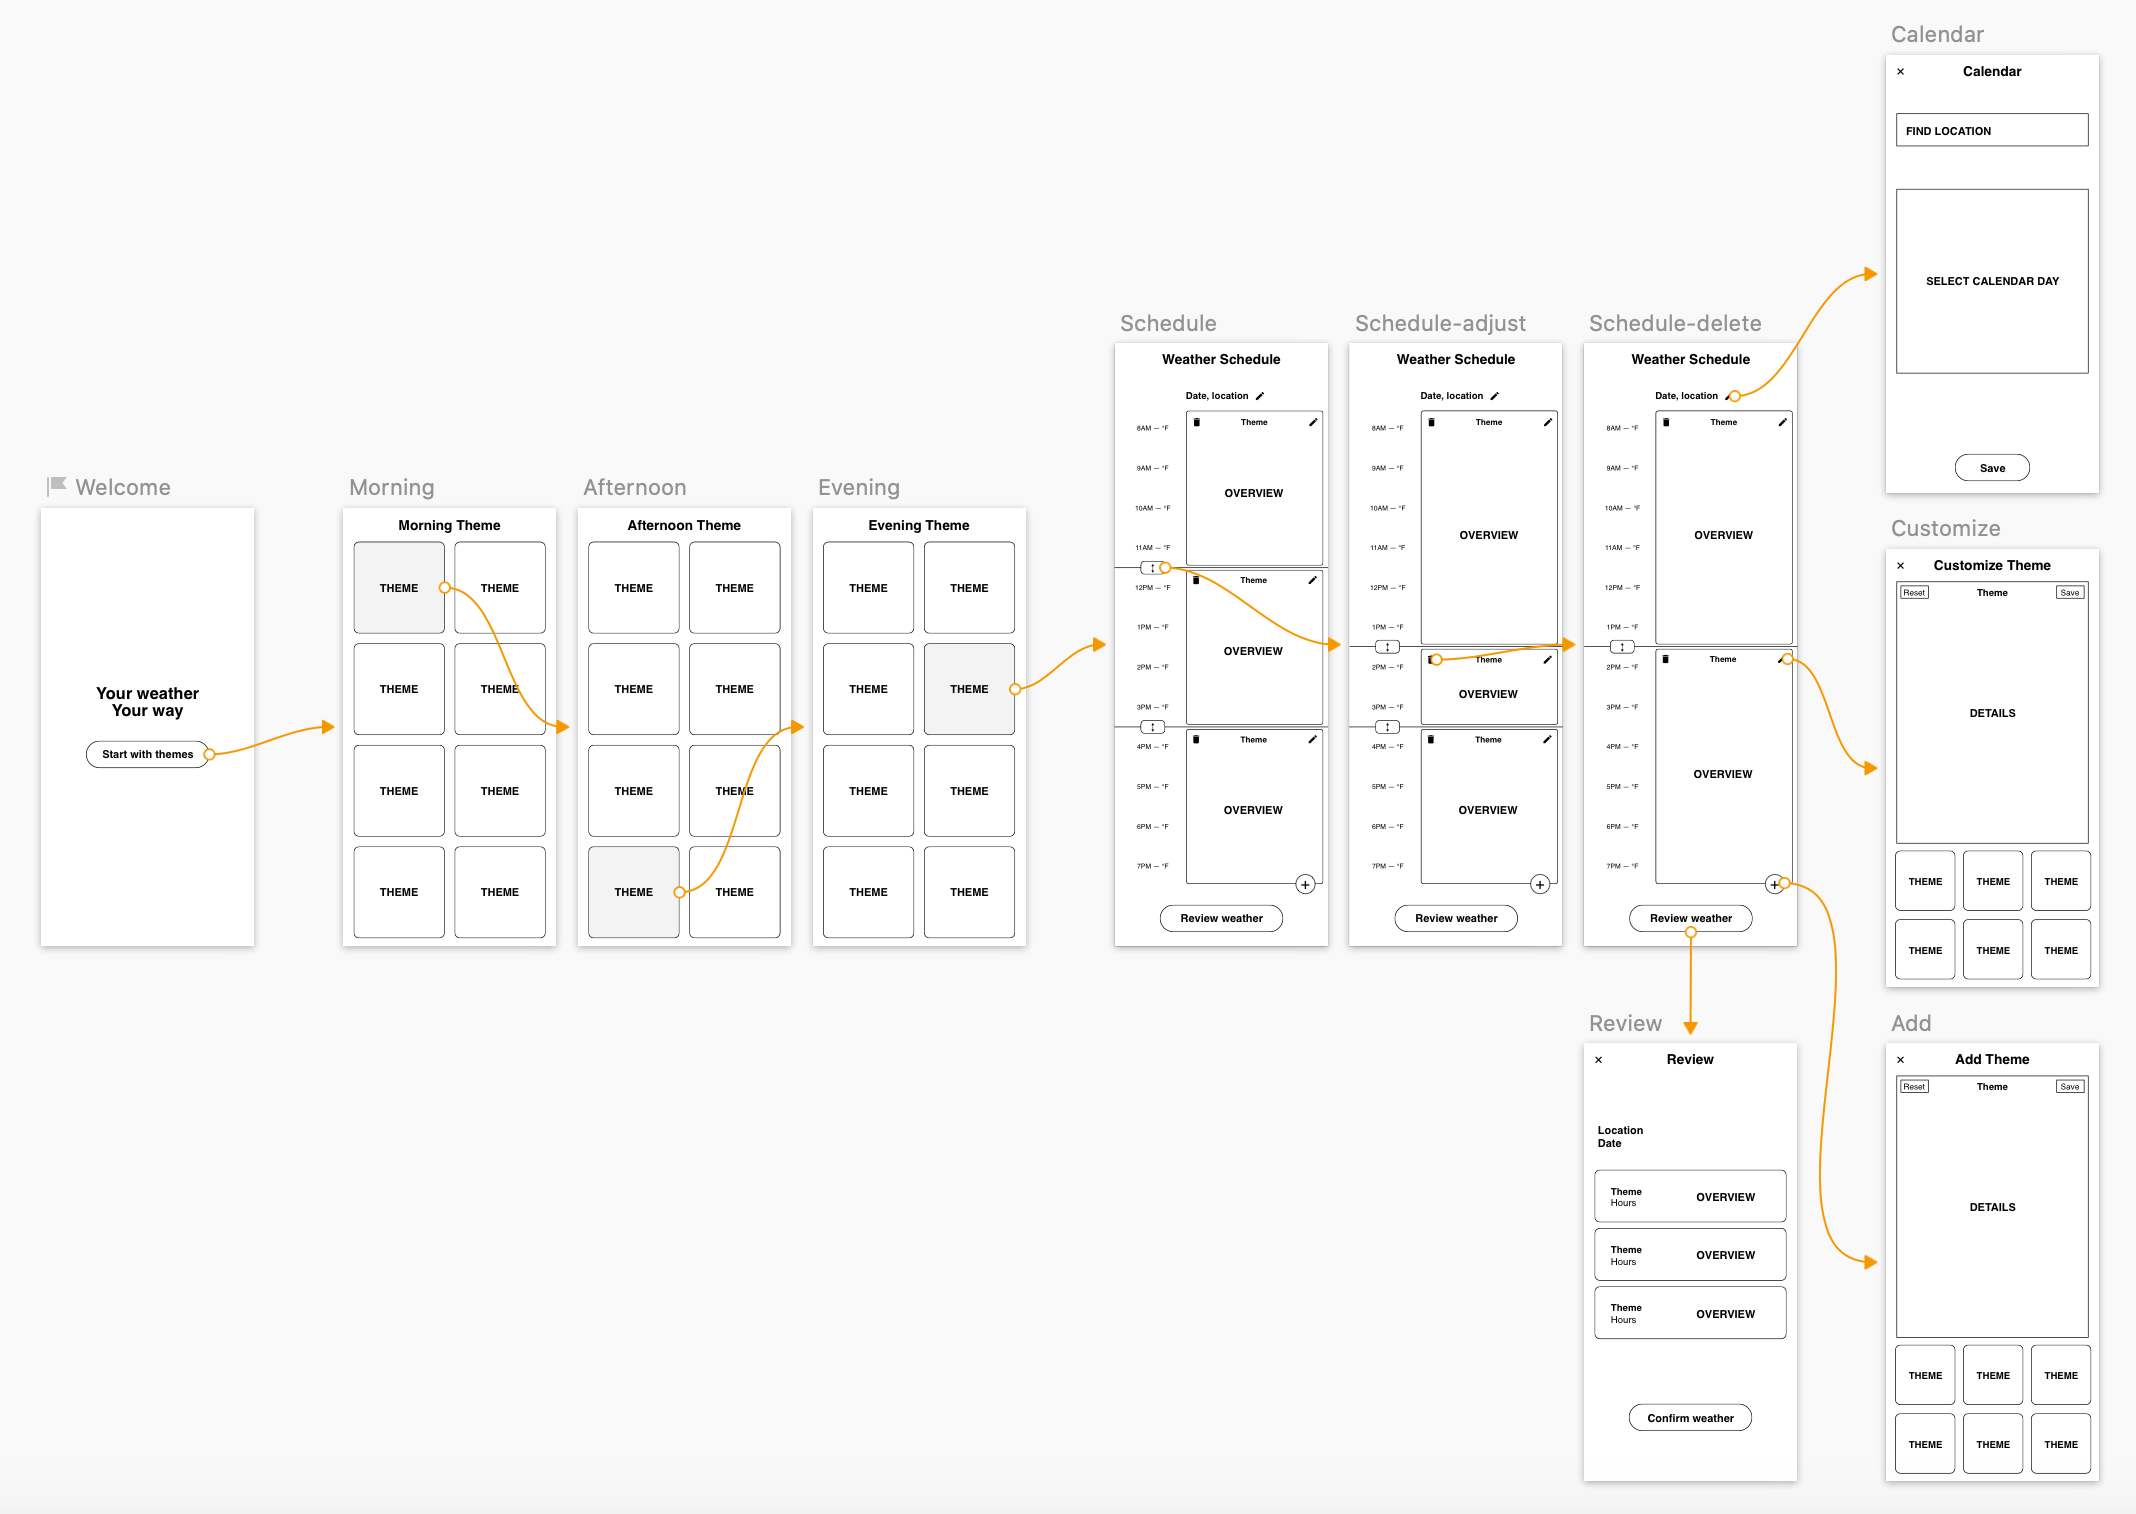 Welcome
Your weather
Your way
Start with themes
Morning
Morning Theme
THEME THEME
THEME THEME
THEME THEME
THEME THEME
Afternoon
Afternoon Theme
THEME THEME
THEME THEME
THEME THEME
THEME THEME
Evening
Evening Theme
THEME THEME
THEME THEME
THEME THEME
THEME THEME
Schedule
Weather Schedule
Date, location
8AM — °F
9AM — °F
10AM — °F
11AM — °F
12PM — °F
1PM — °F
2PM — °F
3PM — °F
4PM — °F
5PM — °F
6PM — °F
7PM — °F
Theme
OVERVIEW
Theme
OVERVIEW
Theme
OVERVIEW
Review weather
Schedule-adjust
Weather Schedule
Date, location
8AM — °F
9AM — °F
10AM — °F
11AM — °F
12PM — °F
1PM — °F
2PM — °F
3PM — °F
4PM — °F
5PM — °F
6PM — °F
7PM — °F
Theme
OVERVIEW
Theme
OVERVIEW
Theme
OVERVIEW
Review weather
Schedule-delete
Weather Schedule
Date, location
8AM — °F
9AM — °F
10AM — °F
11AM — °F
12PM — °F
1PM — °F
2PM — °F
3PM — °F
4PM — °F
5PM — °F
6PM — °F
7PM — °F
Theme
OVERVIEW
Theme
OVERVIEW
Review weather
Review
Review
Location
Date
Theme
Hours
OVERVIEW
Theme
Hours
OVERVIEW
Theme
Hours
OVERVIEW
Confirm weather
Calendar
Calendar
FIND LOCATION
SELECT CALENDAR DAY
Save
Customize
Customize Theme
Reset Theme Save
DETAILS
THEME THEME THEME
THEME THEME THEME
Add
Add Theme
Reset Theme Save
DETAILS
THEME THEME THEME
THEME THEME THEME